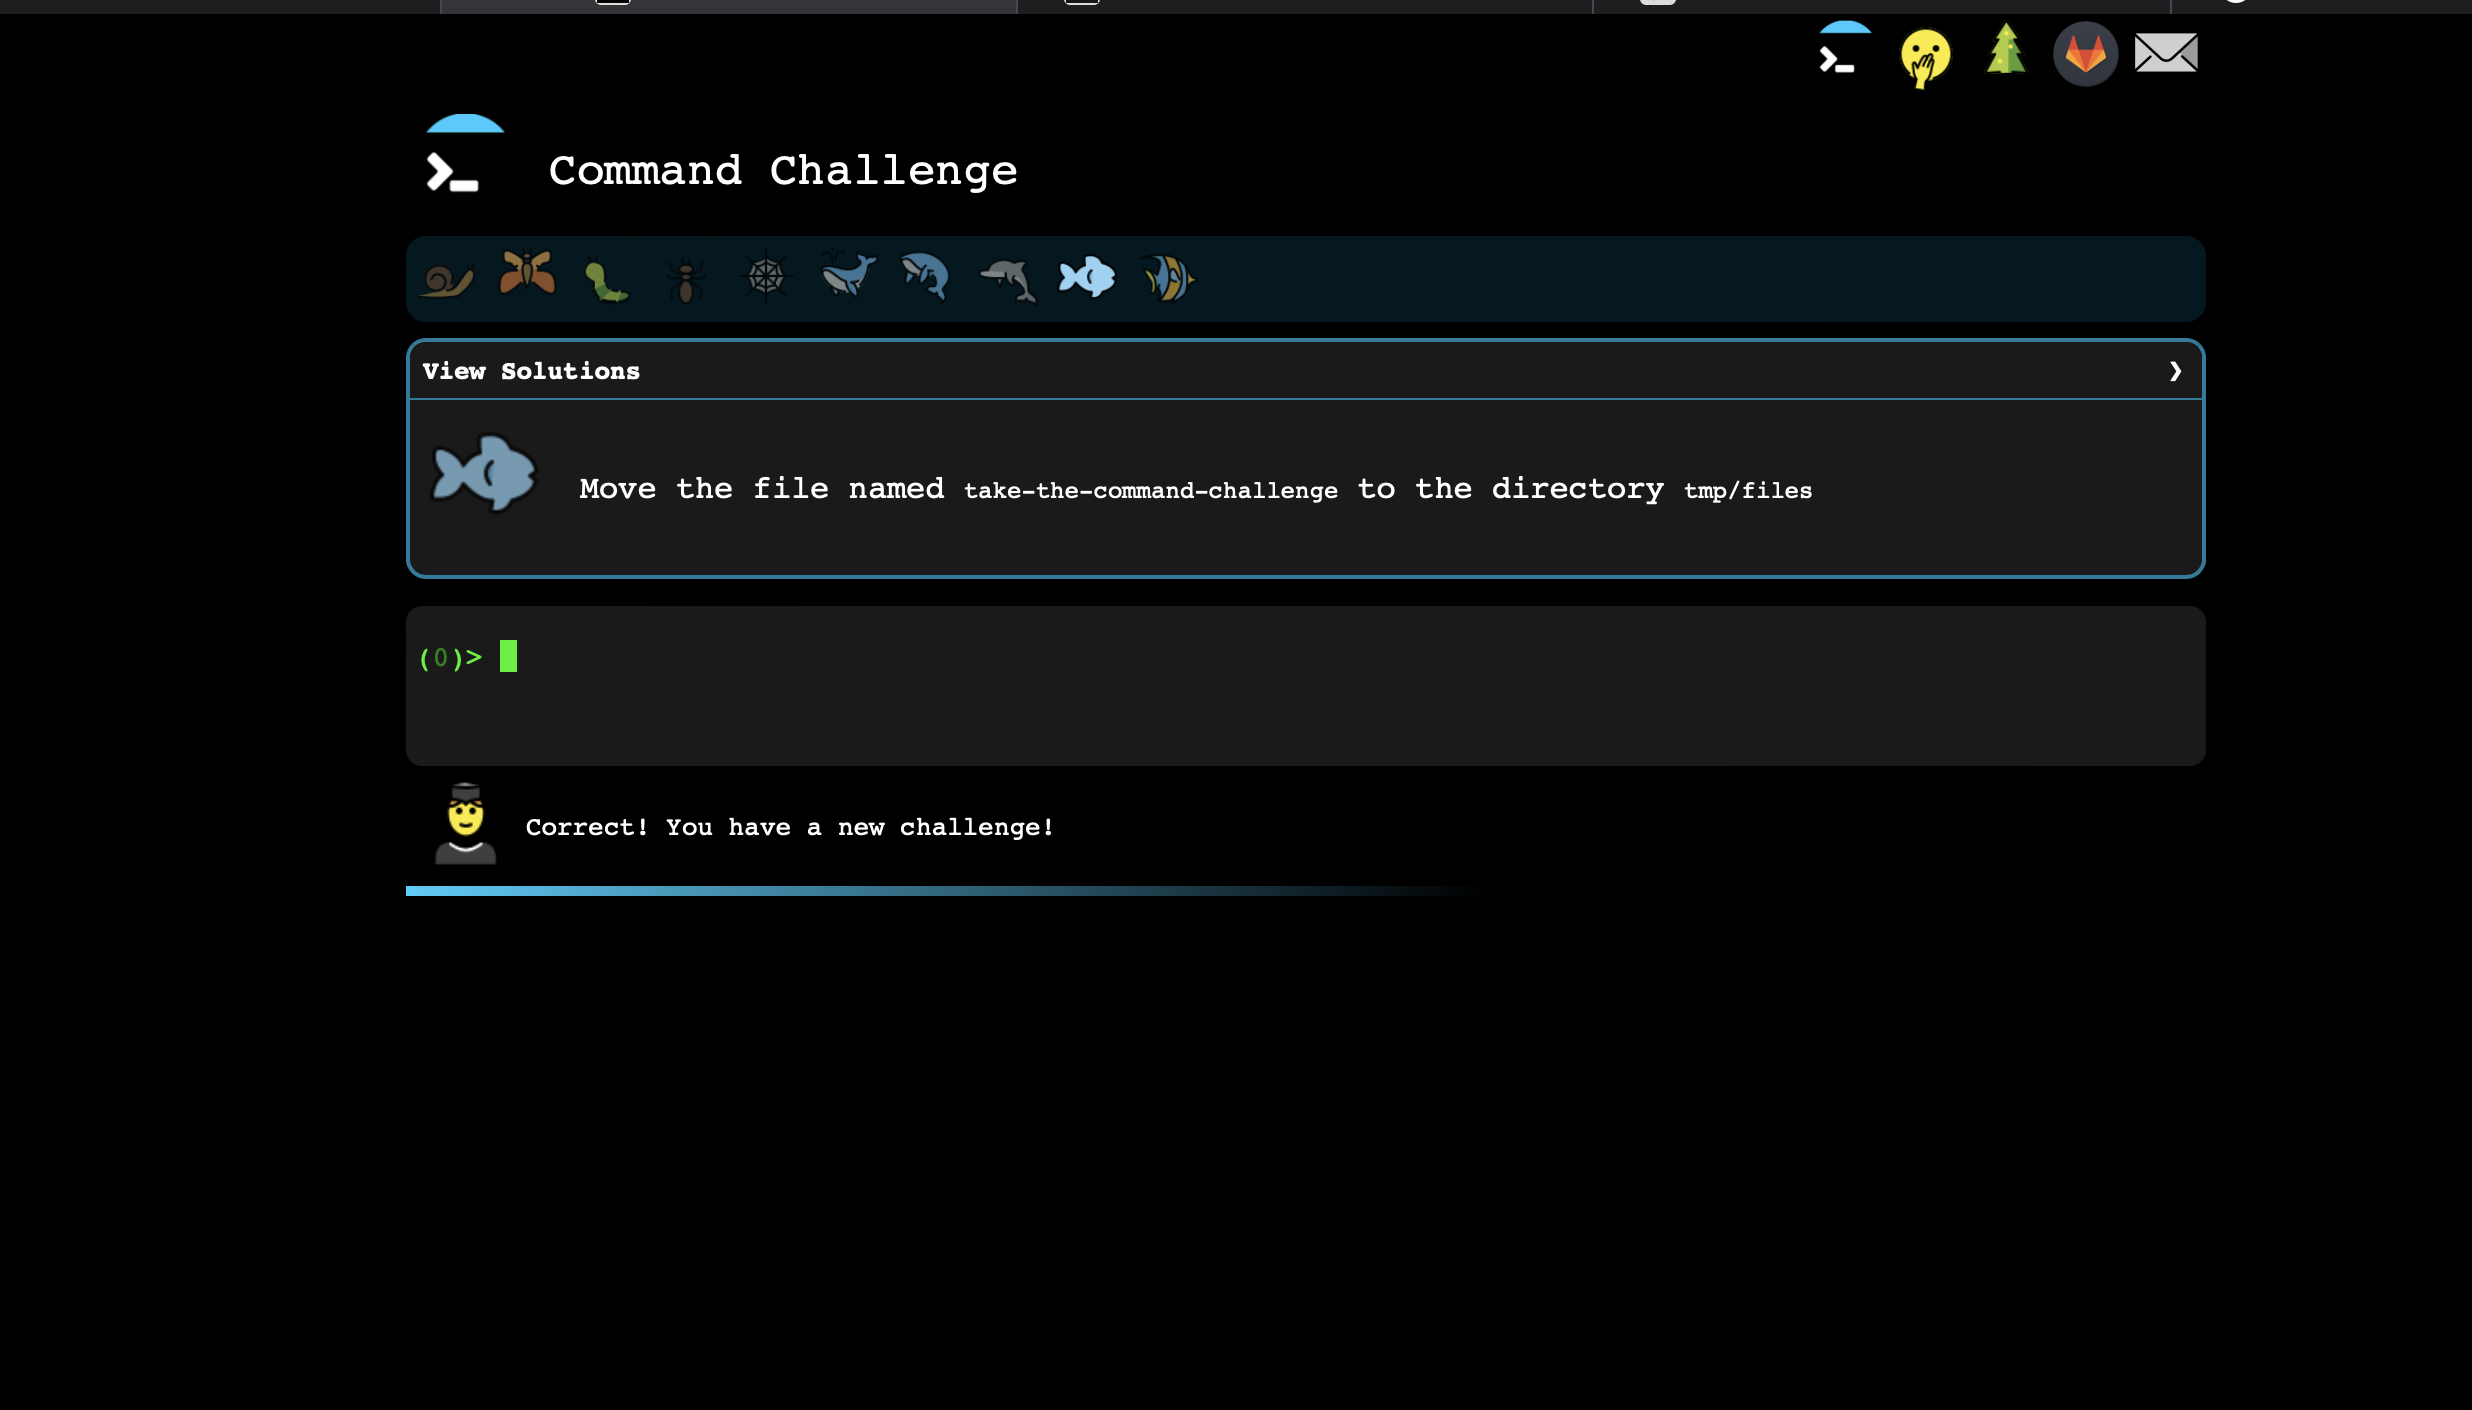 Command Challenge
View Solutions
Move the file named take-the-command-challenge to the directory tmp/files
(0)>
Correct! You have a new challenge!